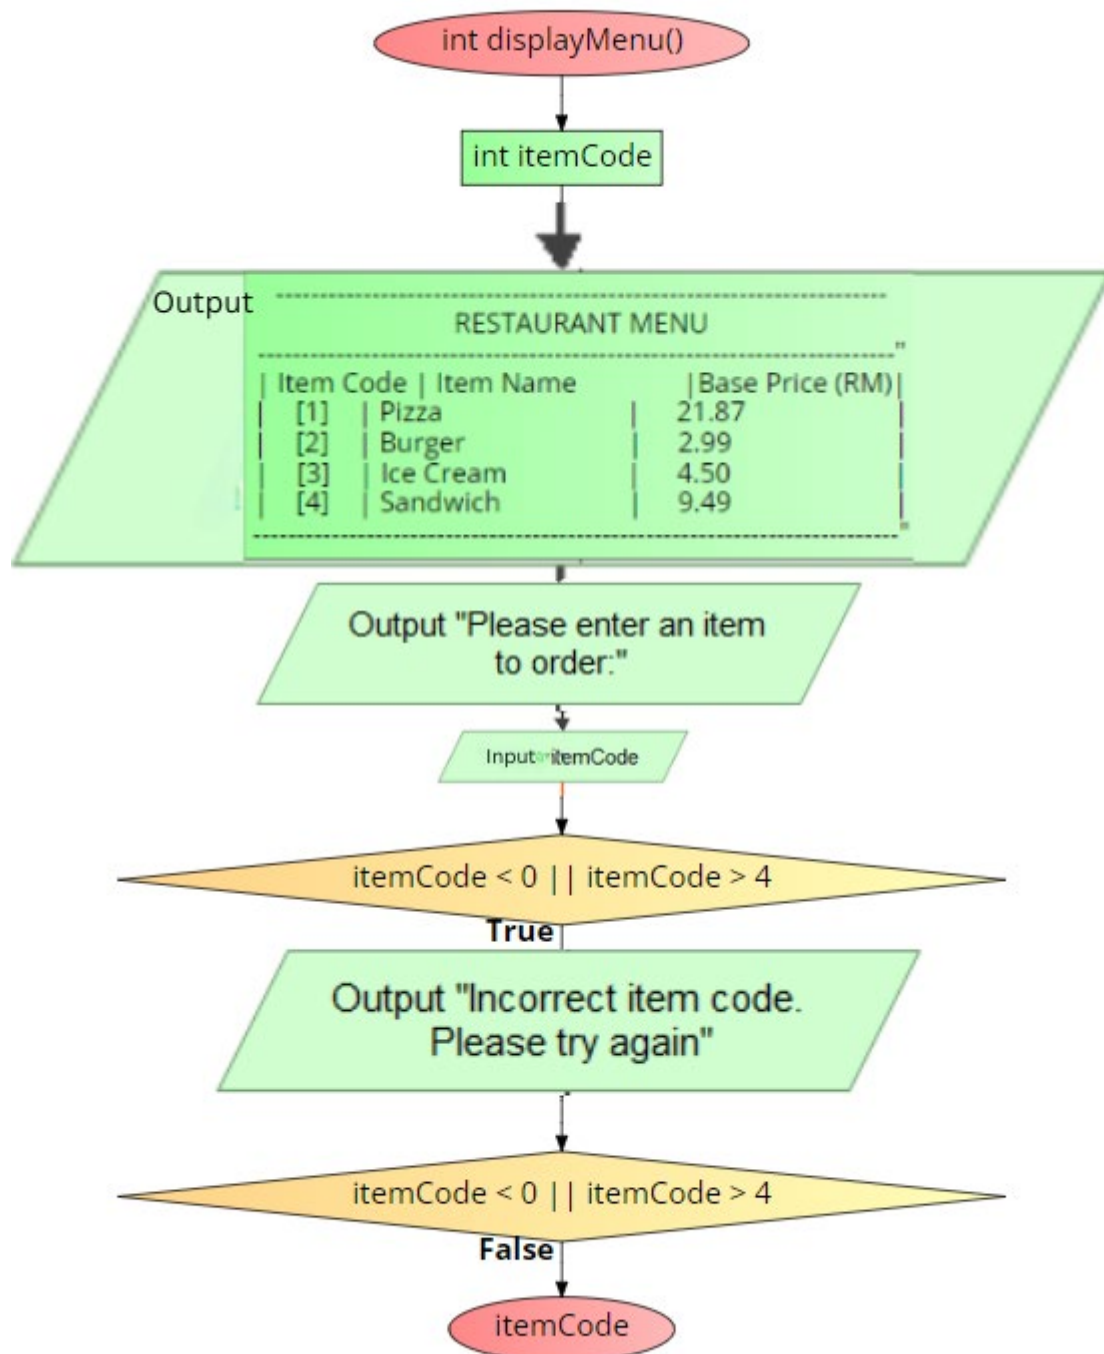 int displayMenu()
int itemCode
Output ------------------------------------------------------------------------
RESTAURANT MENU
---------------------------------------------------------------------------"
| Item Code | Item Name |Base Price (RM)|
| [1] | Pizza | 21.87 |
| [2] | Burger | 2.99 |
| [3] | Ice Cream | 4.50 |
| [4] | Sandwich | 9.49 |
----------------------------------------------------------------------------"
Output "Please enter an item
to order:"
Input itemCode
itemCode < 0 || itemCode > 4
True
Output "Incorrect item code.
Please try again"
itemCode < 0 || itemCode > 4
False
itemCode